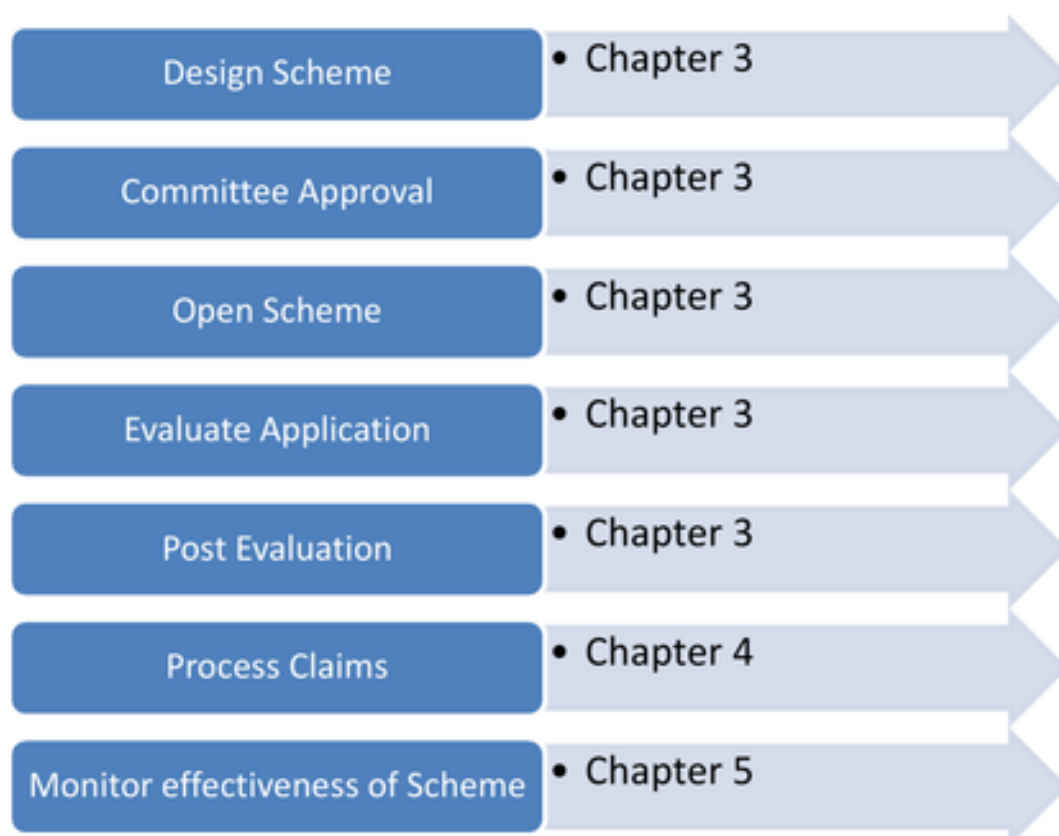 Design Scheme
• Chapter 3
Committee Approval
• Chapter 3
Open Scheme
• Chapter 3
Evaluate Application
• Chapter 3
Post Evaluation
• Chapter 3
Process Claims
• Chapter 4
Monitor effectiveness of Scheme
• Chapter 5